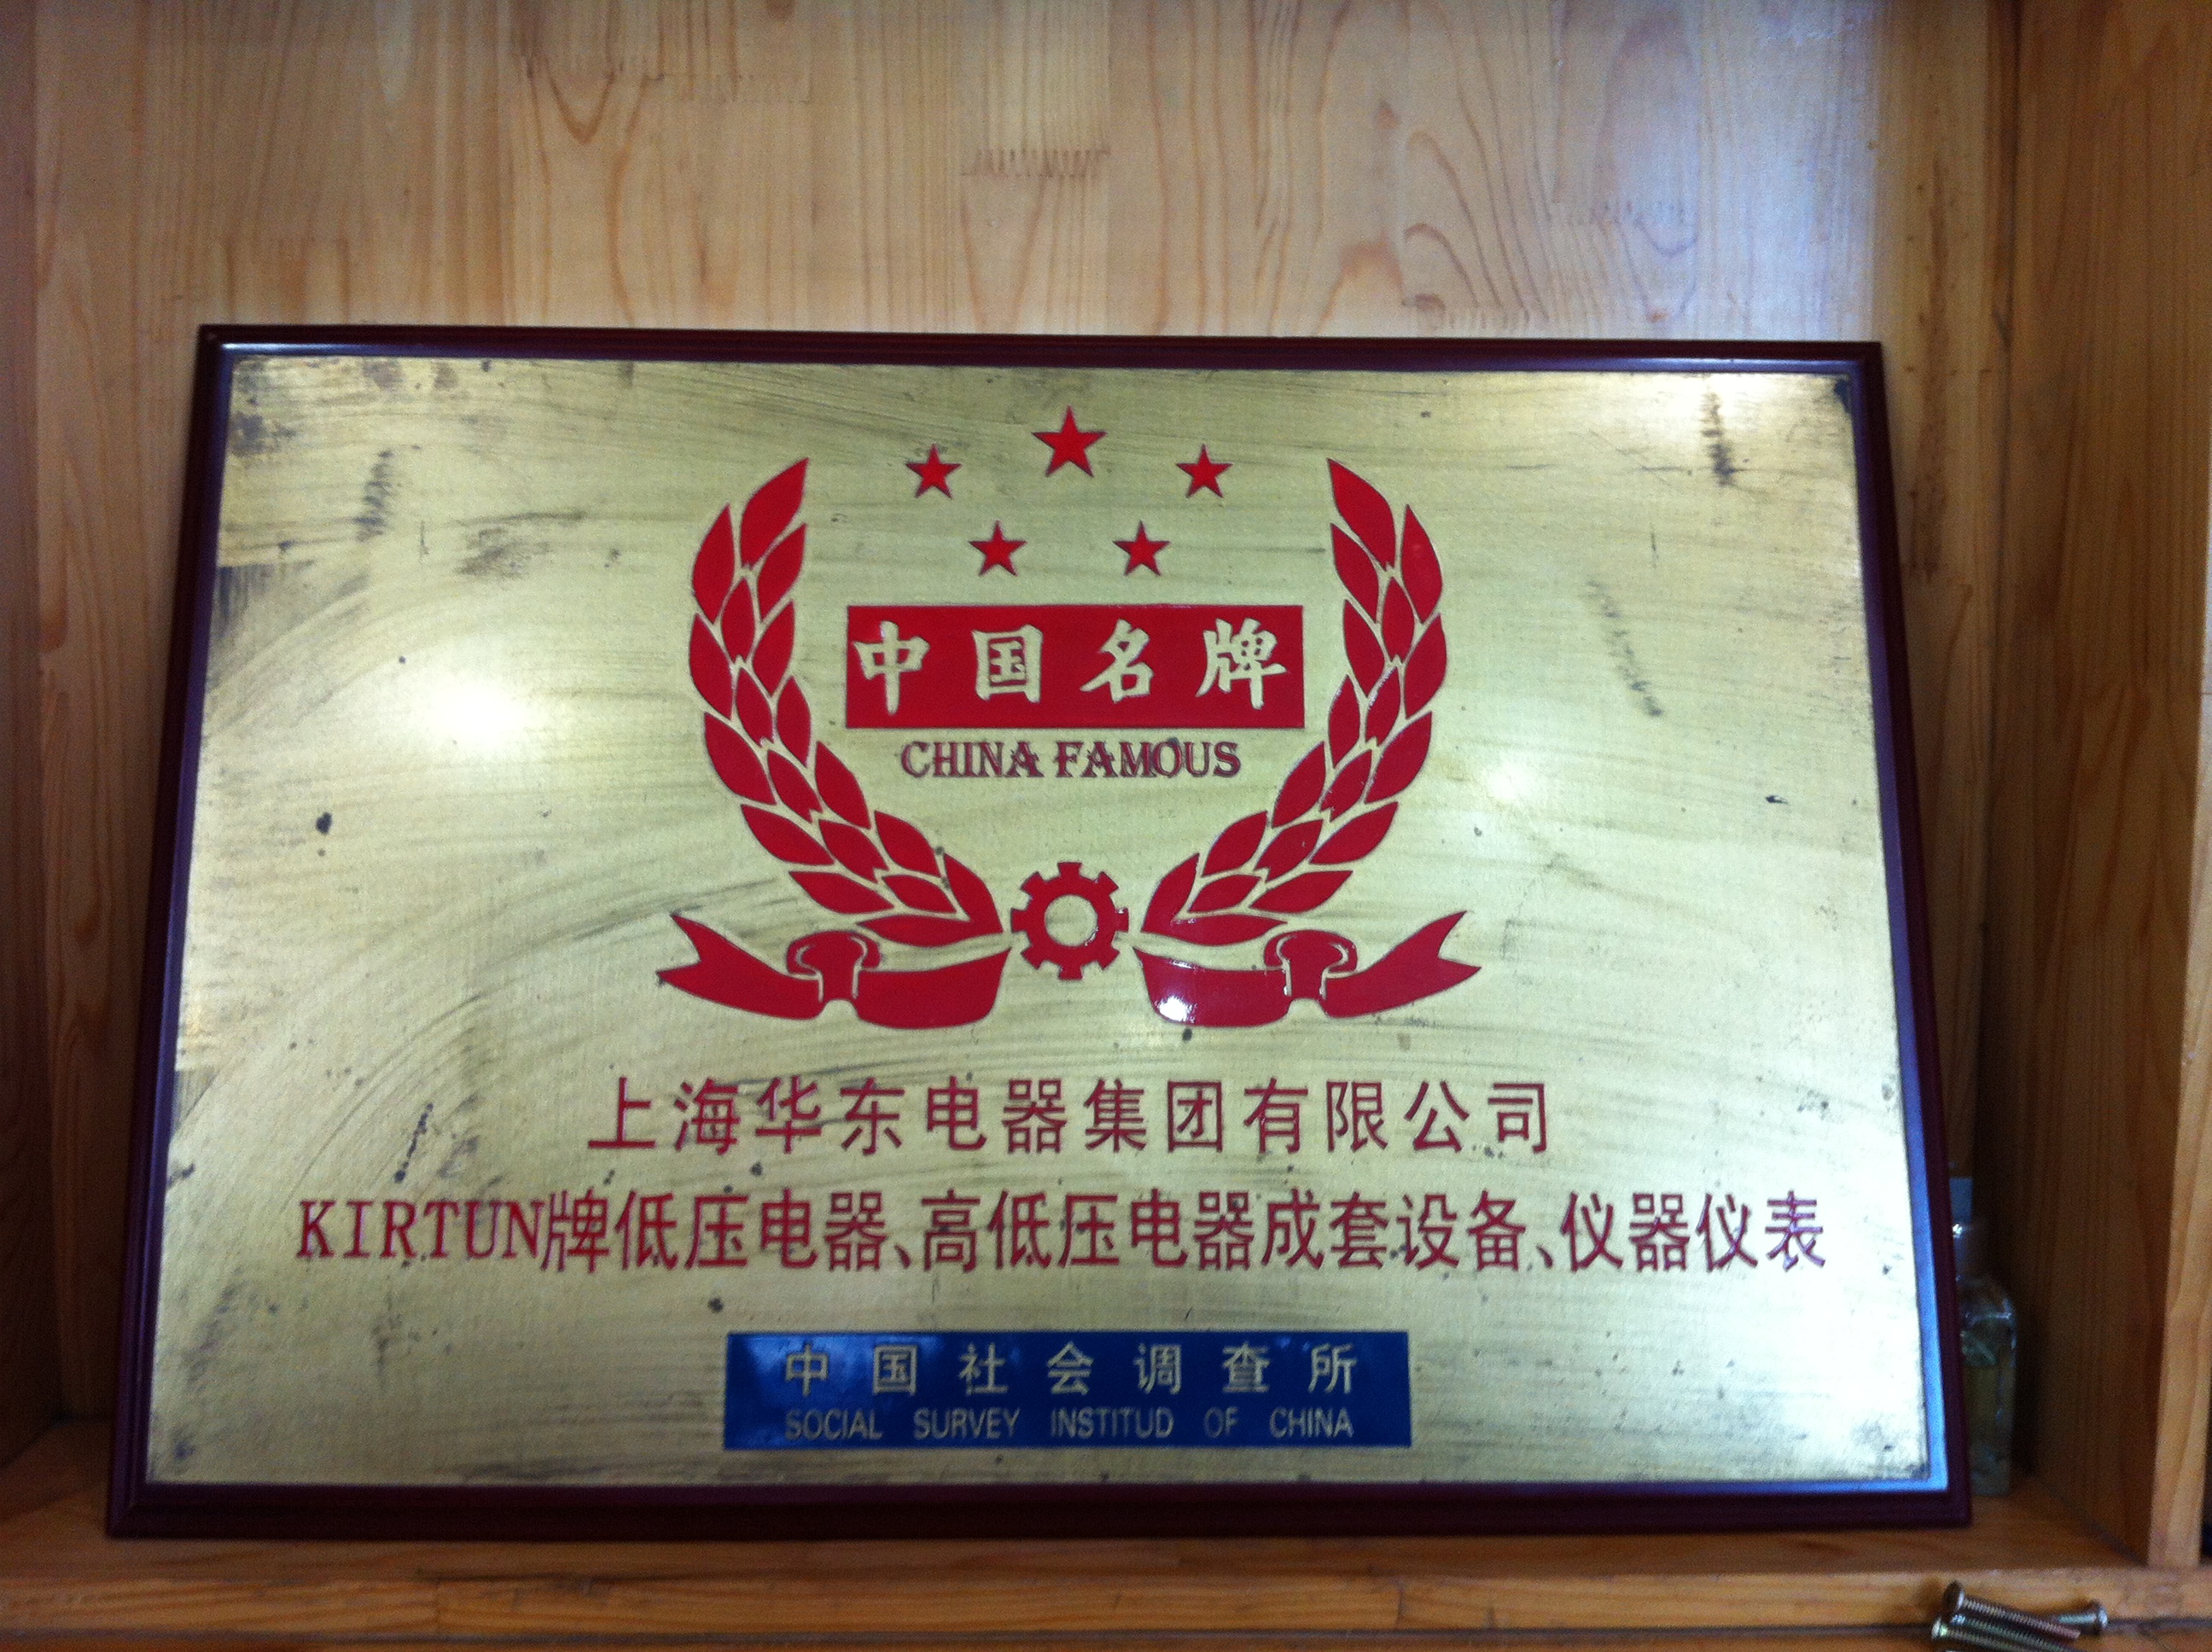 中国名牌
CHINA FAMOUS
上海华东电器集团有限公司
KIRTUN牌低压电器、高低压电器成套设备、仪器仪表
中国社会调查所
SOCIAL SURVEY INSTITUD OF CHINA